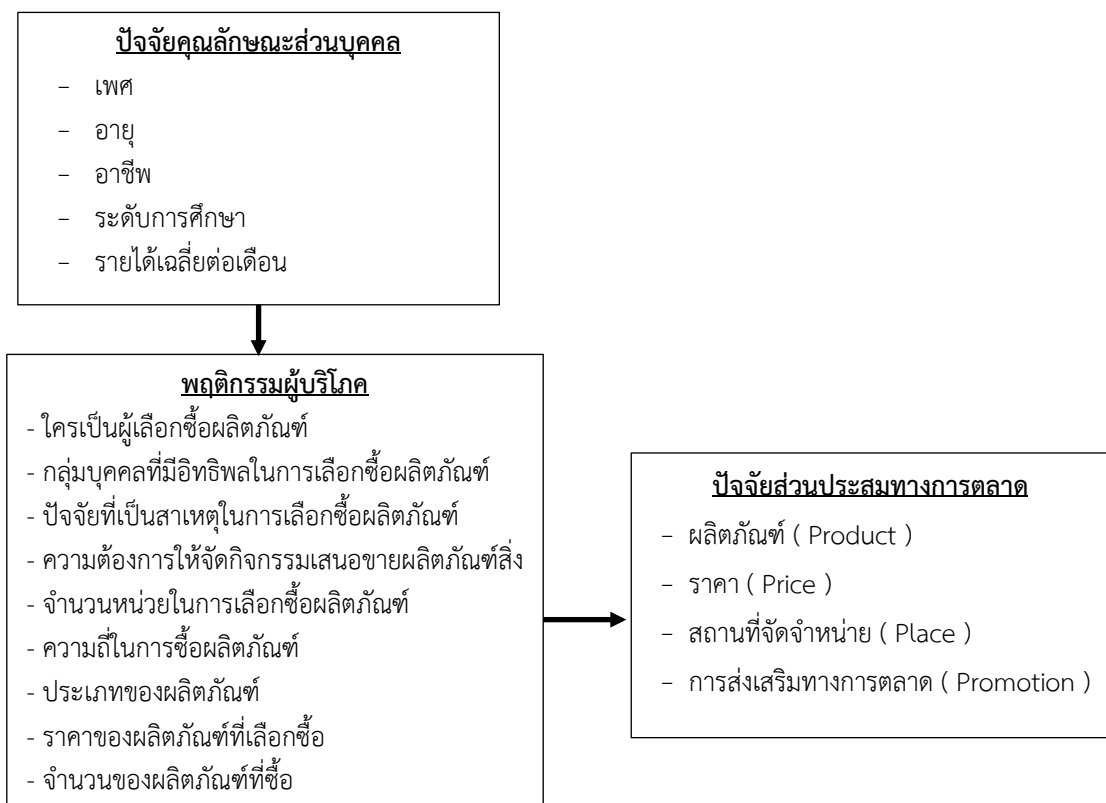 ปัจจัยคุณลักษณะส่วนบุคคล
- เพศ
- อายุ
- อาชีพ
- ระดับการศึกษา
- รายได้เฉลี่ยต่อเดือน
พฤติกรรมผู้บริโภค
- ใครเป็นผู้เลือกซื้อผลิตภัณฑ์
- กลุ่มบุคคลที่มีอิทธิพลในการเลือกซื้อผลิตภัณฑ์
- ปัจจัยที่เป็นสาเหตุในการเลือกซื้อผลิตภัณฑ์
- ความต้องการให้จัดกิจกรรมเสนอขายผลิตภัณฑ์สิ่ง
- จำนวนหน่วยในการเลือกซื้อผลิตภัณฑ์
- ความถี่ในการซื้อผลิตภัณฑ์
- ประเภทของผลิตภัณฑ์
- ราคาของผลิตภัณฑ์ที่เลือกซื้อ
- จำนวนของผลิตภัณฑ์ที่ซื้อ
ปัจจัยส่วนประสมทางการตลาด
- ผลิตภัณฑ์ ( Product )
- ราคา ( Price )
- สถานที่จัดจำหน่าย ( Place )
- การส่งเสริมทางการตลาด ( Promotion )